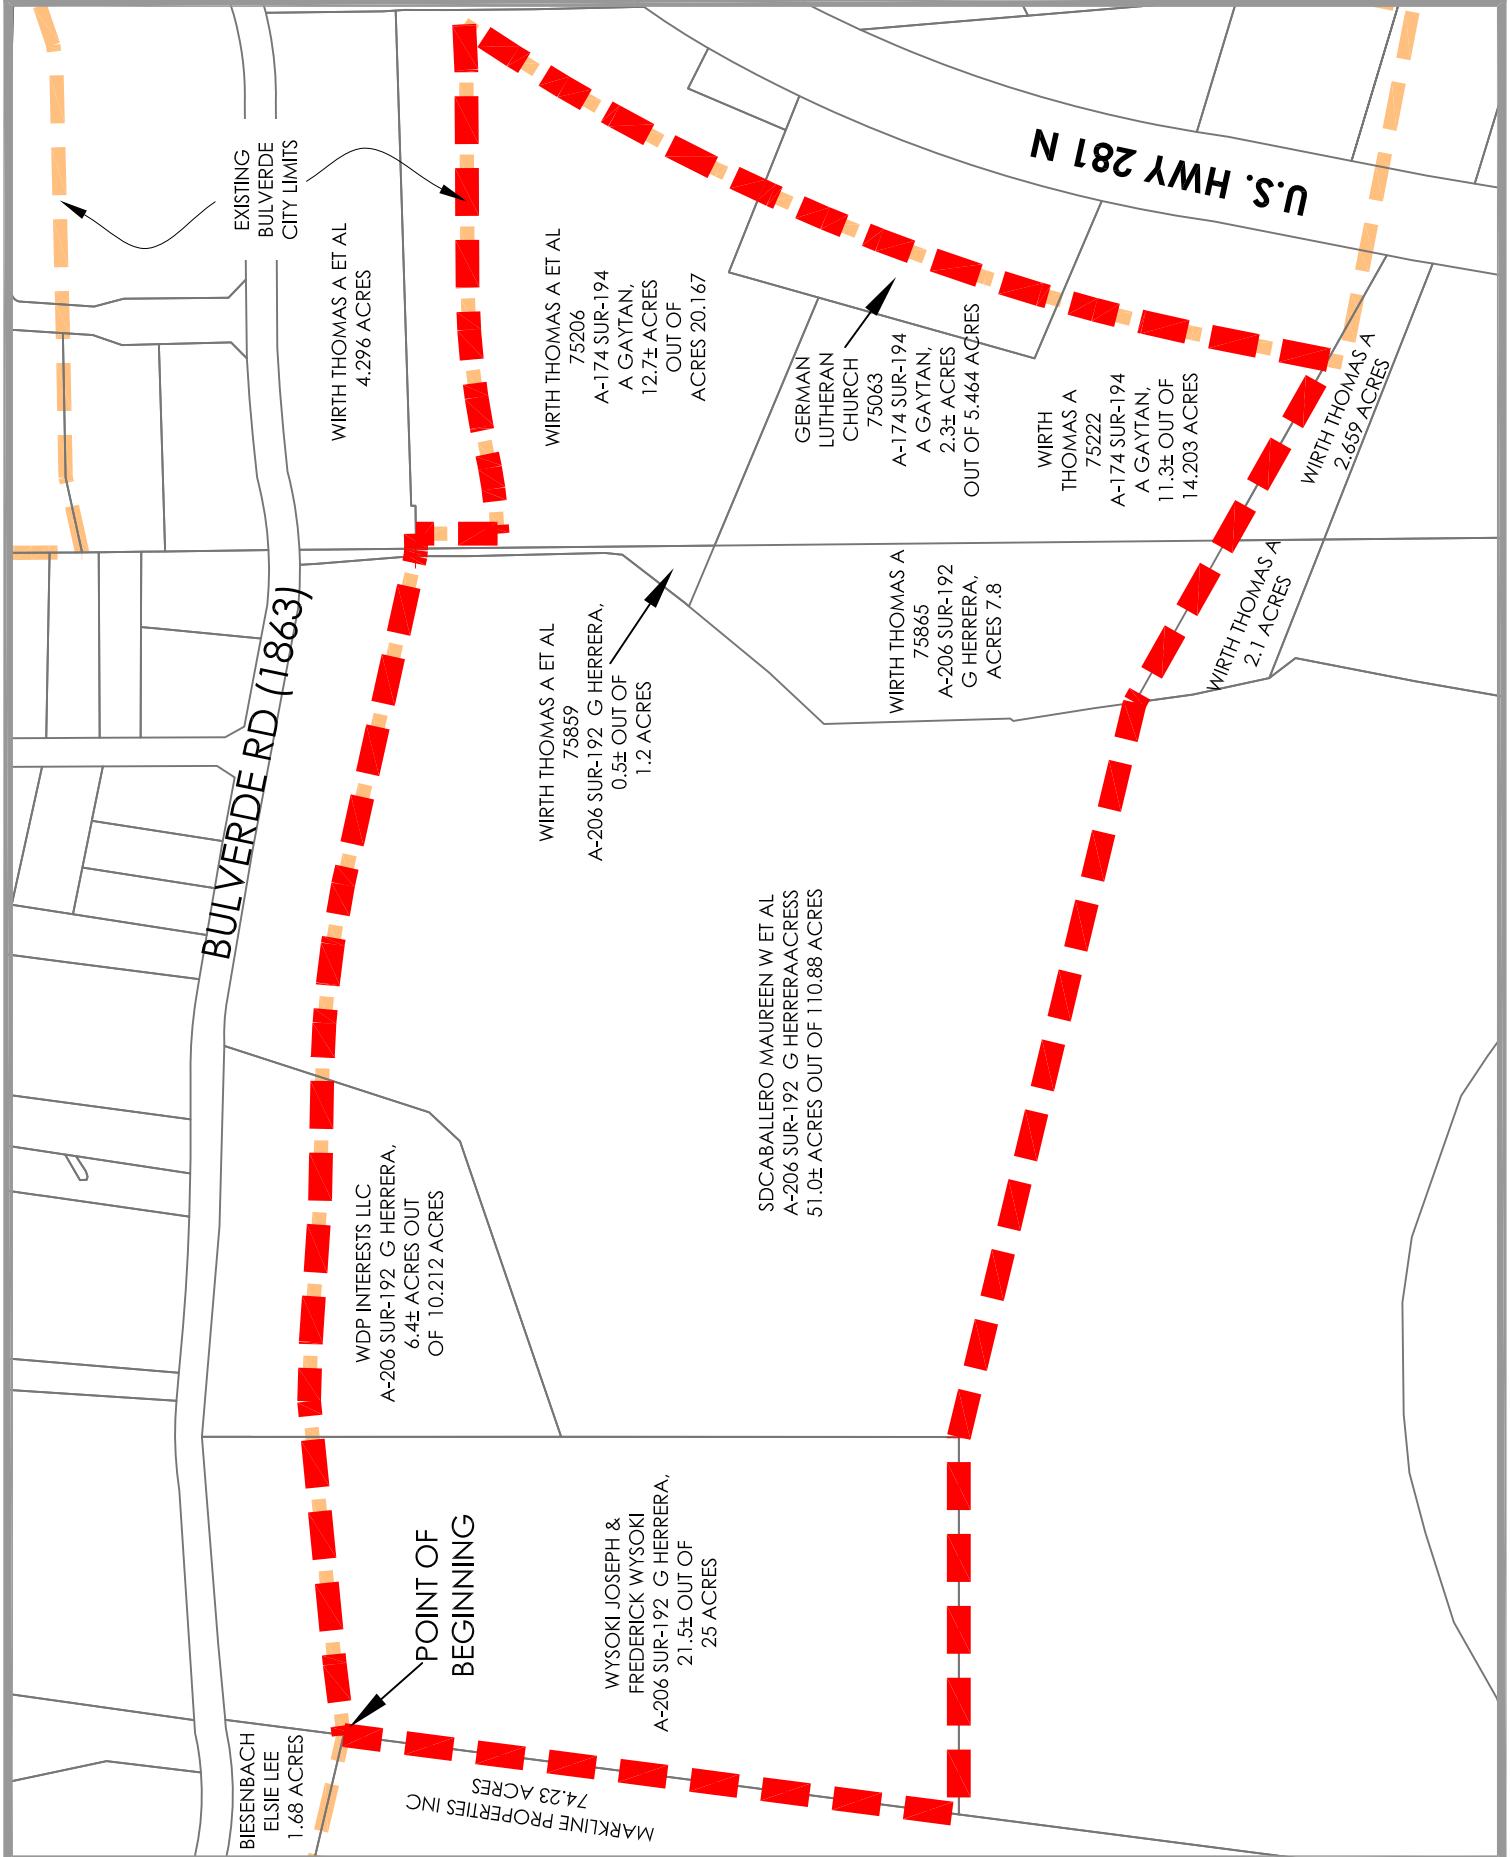 EXISTING
BULVERDE
CITY LIMITS
WIRTH THOMAS A ET AL
4.296 ACRES
WIRTH THOMAS A ET AL
75206
A-174 SUR-194
A GAYTAN,
12.7± ACRES
OUT OF
ACRES 20.167
U.S. HWY 281 N
GERMAN
LUTHERAN
CHURCH
75063
A-174 SUR-194
A GAYTAN,
2.3± ACRES
OUT OF 5.464 ACRES
WIRTH
THOMAS A
75222
A-174 SUR-194
A GAYTAN,
11.3± OUT OF
14.203 ACRES
WIRTH THOMAS A
2.659 ACRES
BULVERDE RD (1863)
WIRTH THOMAS A ET AL
75859
A-206 SUR-192 G HERRERA,
0.5± OUT OF
1.2 ACRES
WIRTH THOMAS A
75865
A-206 SUR-192
G HERRERA,
ACRES 7.8
WIRTH THOMAS A
2.1 ACRES
SDCABALLERO MAUREEN W ET AL
A-206 SUR-192 G HERRERAACRESS
51.0± ACRES OUT OF 110.88 ACRES
WDP INTERESTS LLC
A-206 SUR-192 G HERRERA,
6.4± ACRES OUT
OF 10.212 ACRES
POINT OF
BEGINNING
WYSOKI JOSEPH &
FREDERICK WYSOKI
A-206 SUR-192 G HERRERA,
21.5± OUT OF
25 ACRES
BIESENBACH
ELSIE LEE
1.68 ACRES
MARKLINE PROPERTIES INC
74.23 ACRES